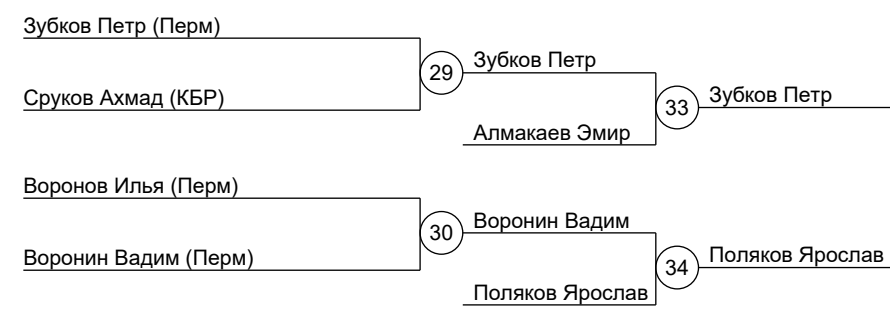 Зубков Петр (Перм)
Сруков Ахмад (КБР)
29
Зубков Петр
Алмакаев Эмир
33
Зубков Петр
Воронов Илья (Перм)
Воронин Вадим (Перм)
30
Воронин Вадим
Поляков Ярослав
34
Поляков Ярослав